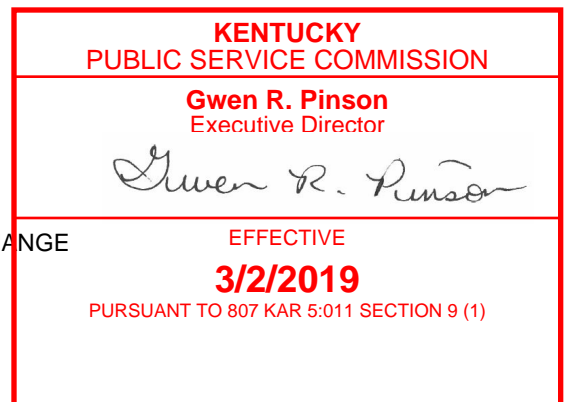 KENTUCKY
PUBLIC SERVICE COMMISSION
Gwen R. Pinson
Executive Director
Gwen R. Pinson
ANGE
EFFECTIVE
3/2/2019
PURSUANT TO 807 KAR 5:011 SECTION 9 (1)